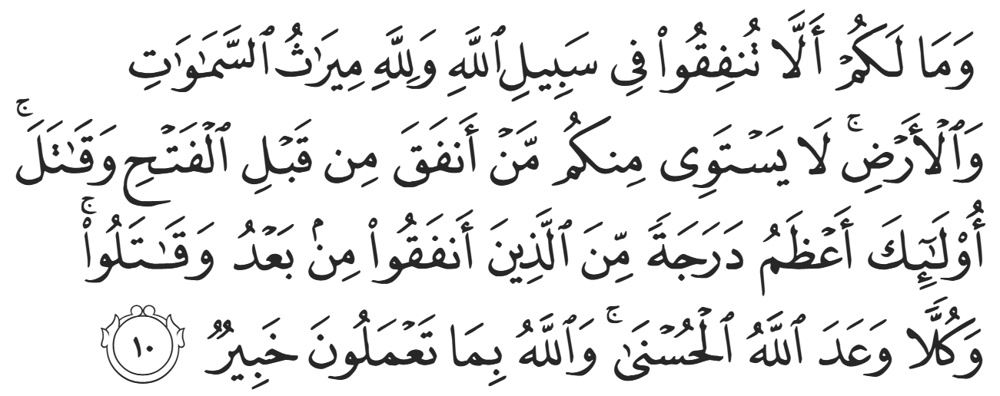 وَمَا لَكُمْ أَلَّا تُنفِقُوا۟ فِى سَبِيلِ ٱللَّهِ وَلِلَّهِ مِيرَٰثُ ٱلسَّمَـٰوَٰتِ
وَٱلْأَرْضِ ۚ لَا يَسْتَوِى مِنكُم مَّنْ أَنفَقَ مِن قَبْلِ ٱلْفَتْحِ وَقَـٰتَلَ ۚ
أُو۟لَـٰٓئِكَ أَعْظَمُ دَرَجَةً مِّنَ ٱلَّذِينَ أَنفَقُوا۟ مِنۢ بَعْدُ وَقَـٰتَلُوا۟ ۚ
وَكُلًّا وَعَدَ ٱللَّهُ ٱلْحُسْنَىٰ ۚ وَٱللَّهُ بِمَا تَعْمَلُونَ خَبِيرٌ ١٠